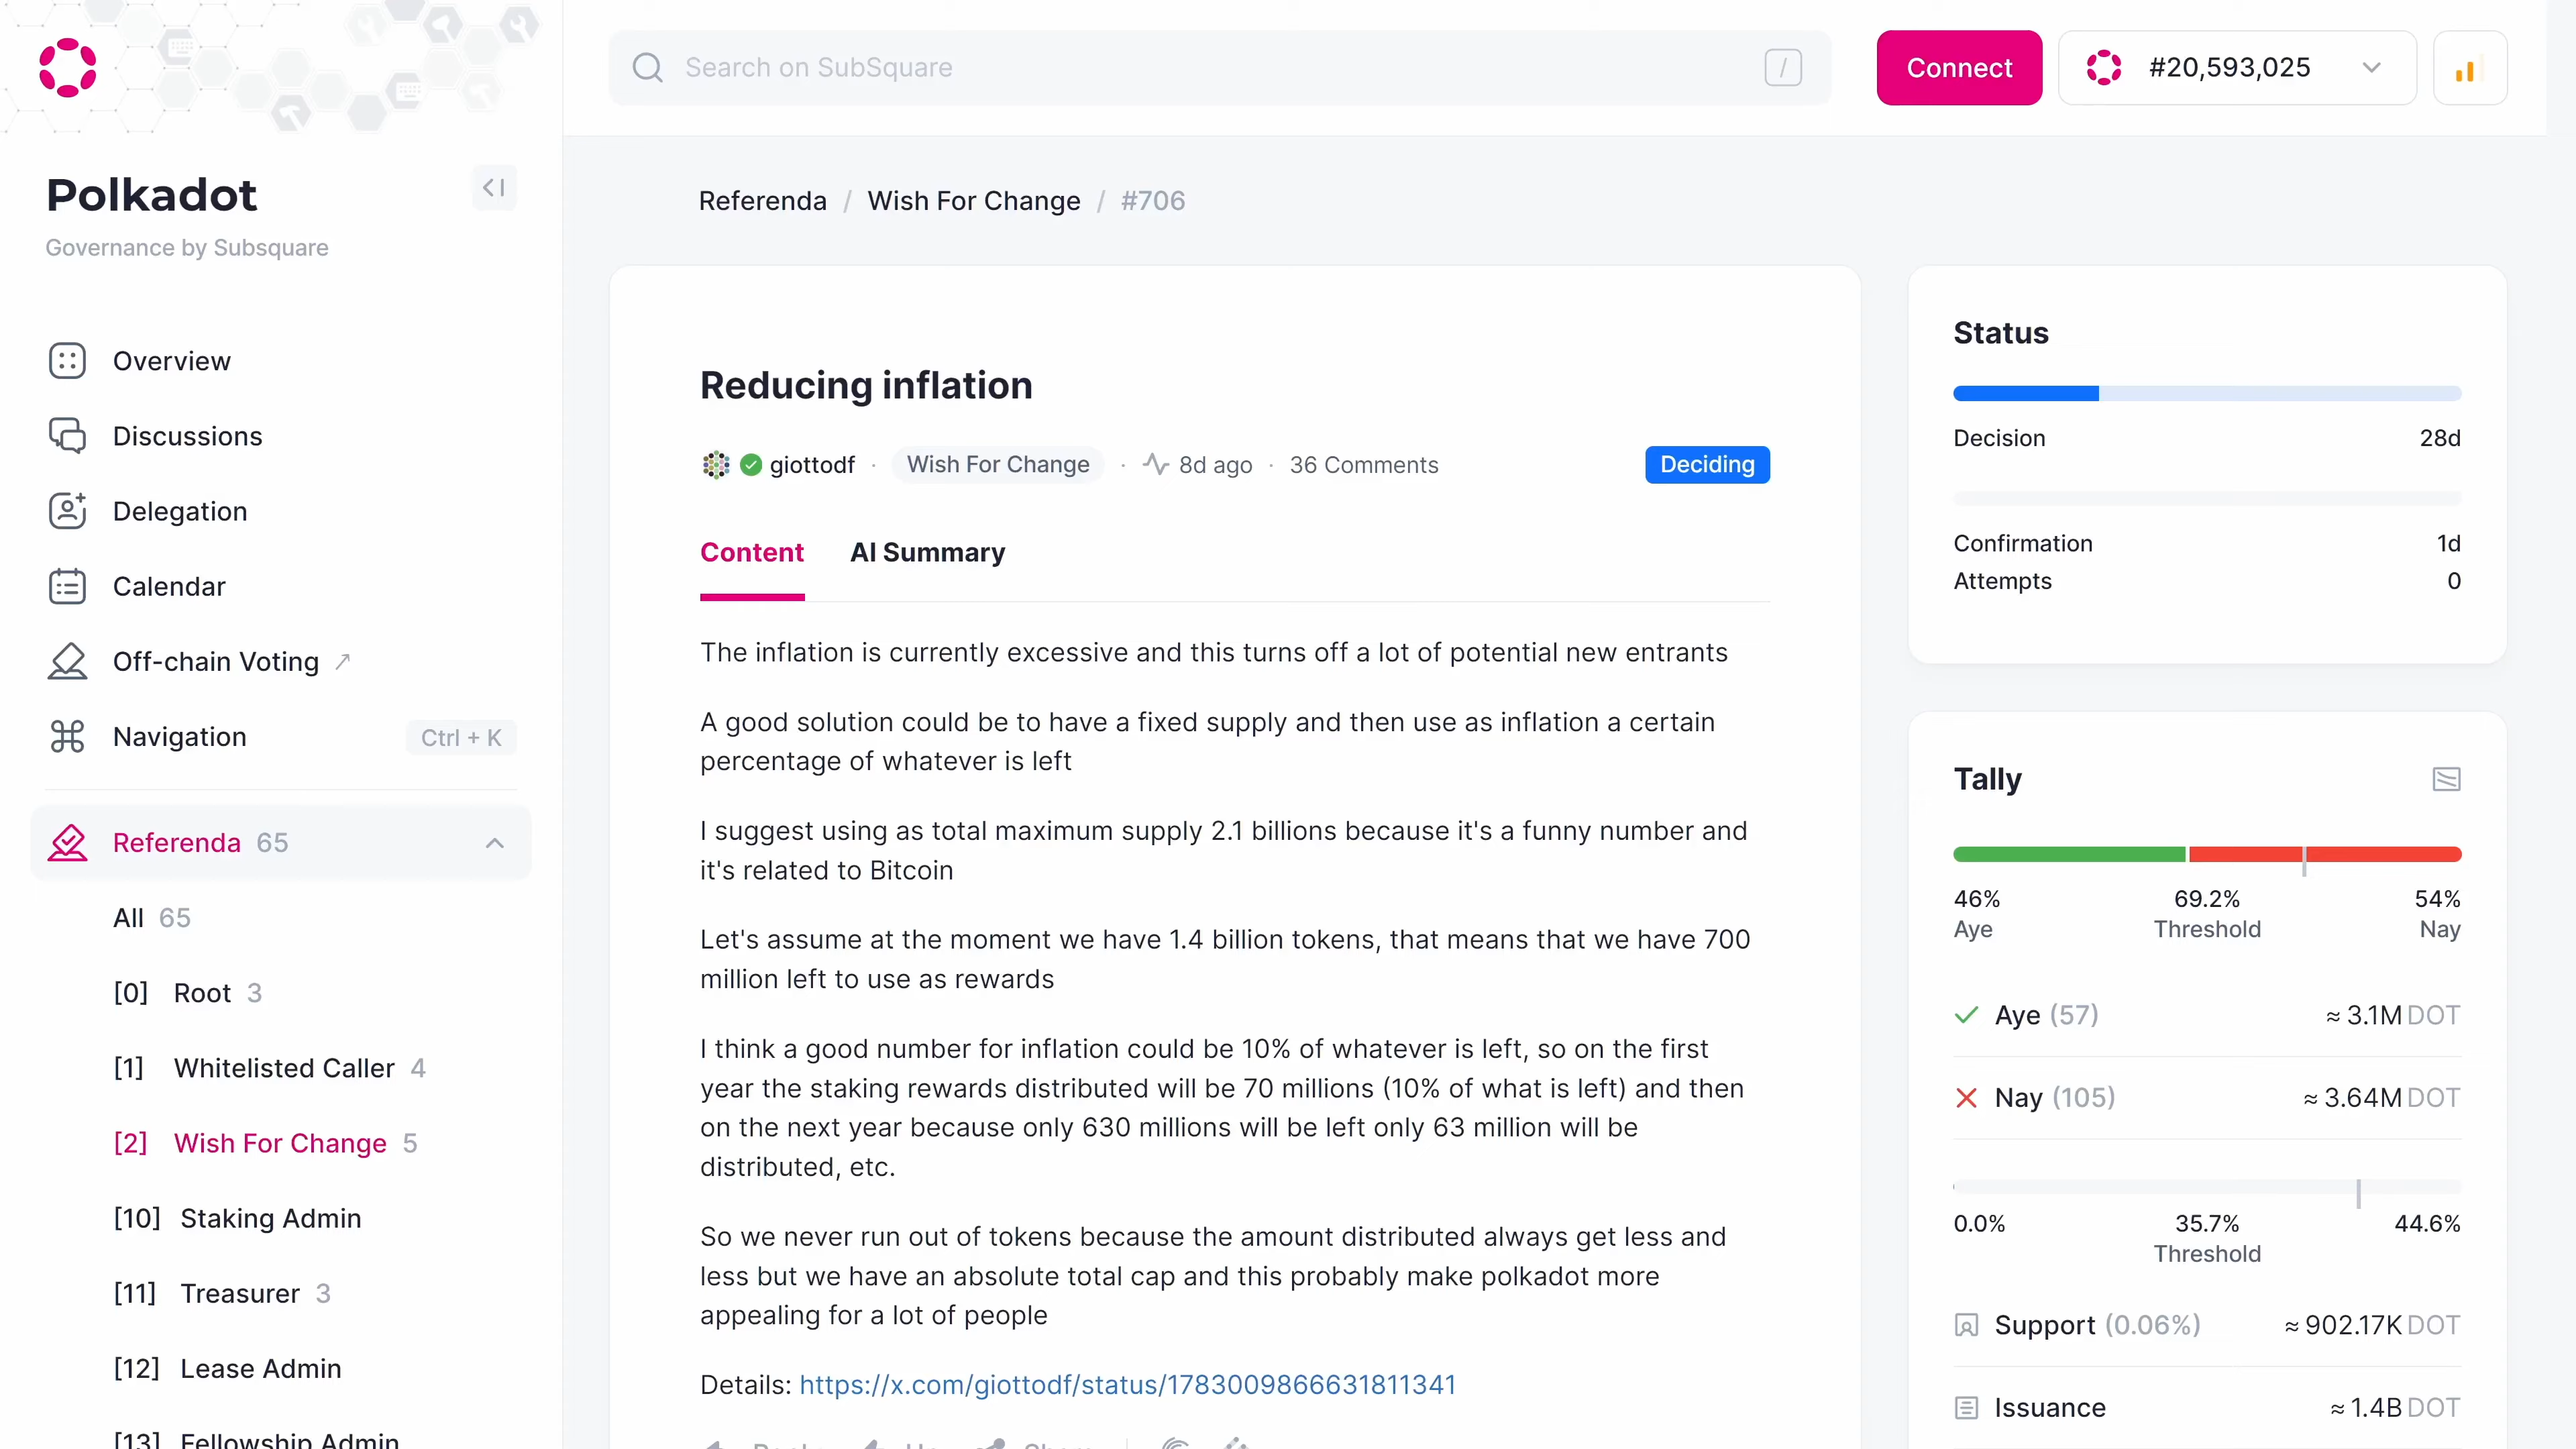 Search on SubSquare
/
Connect
#20,593,025
Polkadot
Governance by Subsquare
Overview
Discussions
Delegation
Calendar
Off-chain Voting
Navigation
Ctrl + K
Referenda 65
All 65
[0] Root 3
[1] Whitelisted Caller 4
[2] Wish For Change 5
[10] Staking Admin
[11] Treasurer 3
[12] Lease Admin
[13] Fellowship Admin
Referenda / Wish For Change / #706
Reducing inflation
giottodf · Wish For Change · 8d ago · 36 Comments
Deciding
Content
AI Summary
The inflation is currently excessive and this turns off a lot of potential new entrants
A good solution could be to have a fixed supply and then use as inflation a certain
percentage of whatever is left
I suggest using as total maximum supply 2.1 billions because it's a funny number and
it's related to Bitcoin
Let's assume at the moment we have 1.4 billion tokens, that means that we have 700
million left to use as rewards
I think a good number for inflation could be 10% of whatever is left, so on the first
year the staking rewards distributed will be 70 millions (10% of what is left) and then
on the next year because only 630 millions will be left only 63 million will be
distributed, etc.
So we never run out of tokens because the amount distributed always get less and
less but we have an absolute total cap and this probably make polkadot more
appealing for a lot of people
Details: https://x.com/giottodf/status/1783009866631811341
Status
Decision 28d
Confirmation 1d
Attempts 0
Tally
46% 69.2% 54%
Aye Threshold Nay
Aye (57) ≈ 3.1M DOT
Nay (105) ≈ 3.64M DOT
0.0% 35.7% 44.6%
Threshold
Support (0.06%) ≈ 902.17K DOT
Issuance ≈ 1.4B DOT